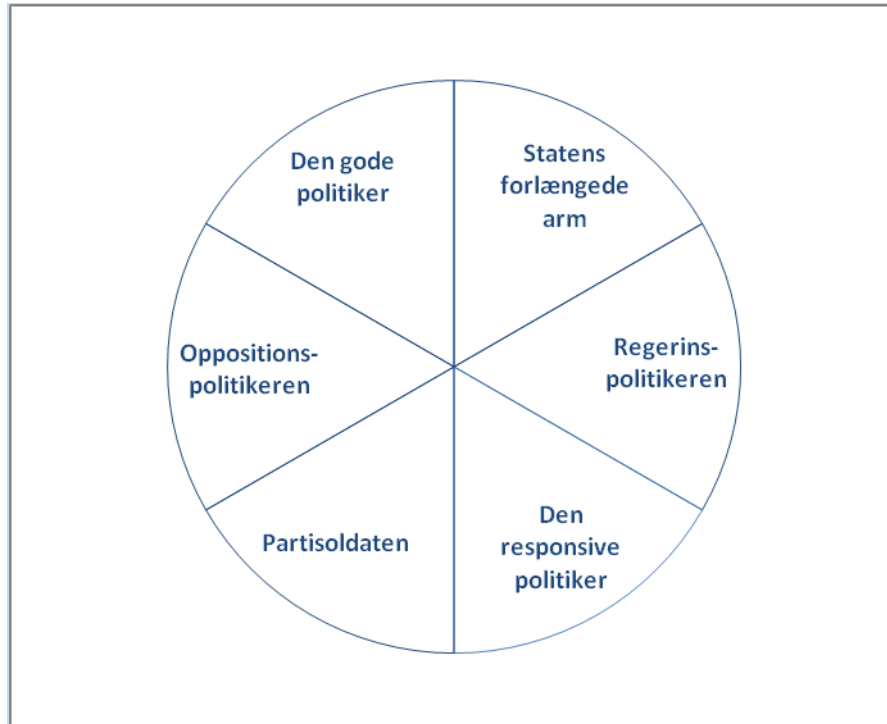 Den gode
politiker
Statens
forlængede
arm
Oppositions-
politikeren
Regerins-
politikeren
Partisoldaten
Den
responsive
politiker